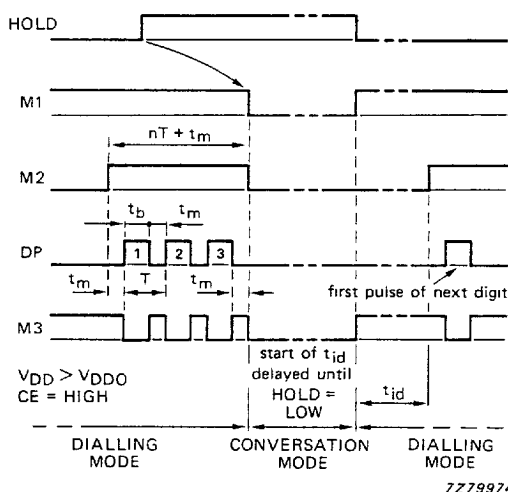 HOLD
M1
nT + tm
M2
tb
tm
DP
1
2
3
tm
T
tm
first pulse of next digit
M3
start of tid
delayed until
HOLD =
LOW
tid
VDD > VDDO
CE = HIGH
DIALLING
MODE
CONVERSATION
MODE
DIALLING
MODE